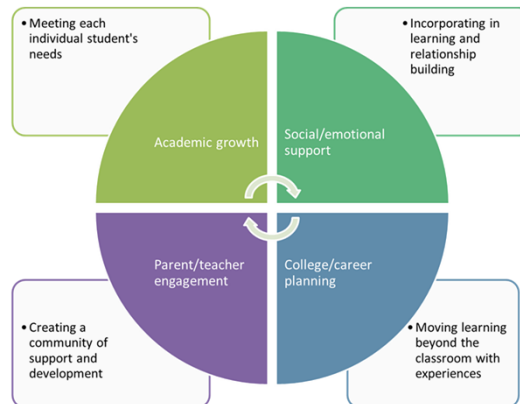 • Meeting each
individual student's
needs
• Incorporating in
learning and
relationship
building
Academic growth
Social/emotional
support
Parent/teacher
engagement
College/career
planning
• Creating a
community of
support and
development
• Moving learning
beyond the
classroom with
experiences